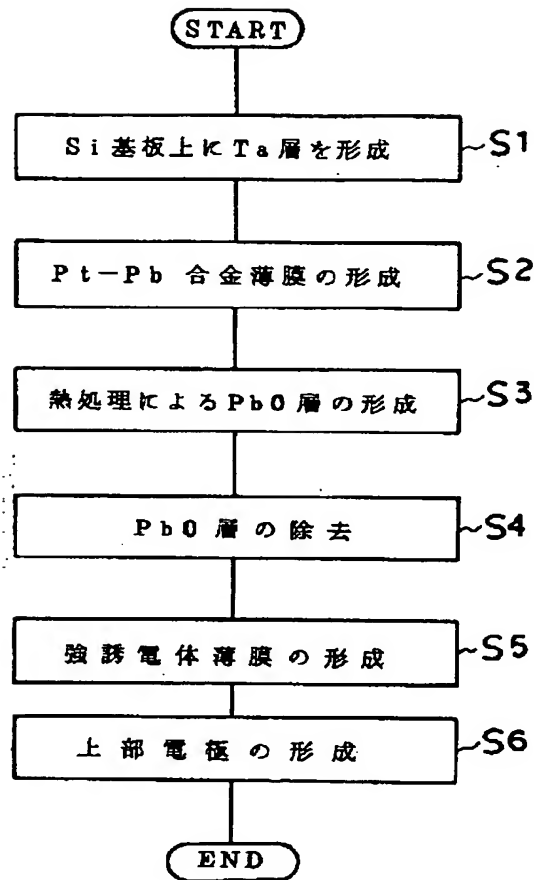 START
Si基板上にTa層を形成 S1
Pt-Pb 合金薄膜の形成 S2
熱処理によるPbO層の形成 S3
PbO層の除去 S4
強誘電体薄膜の形成 S5
上部電極の形成 S6
END